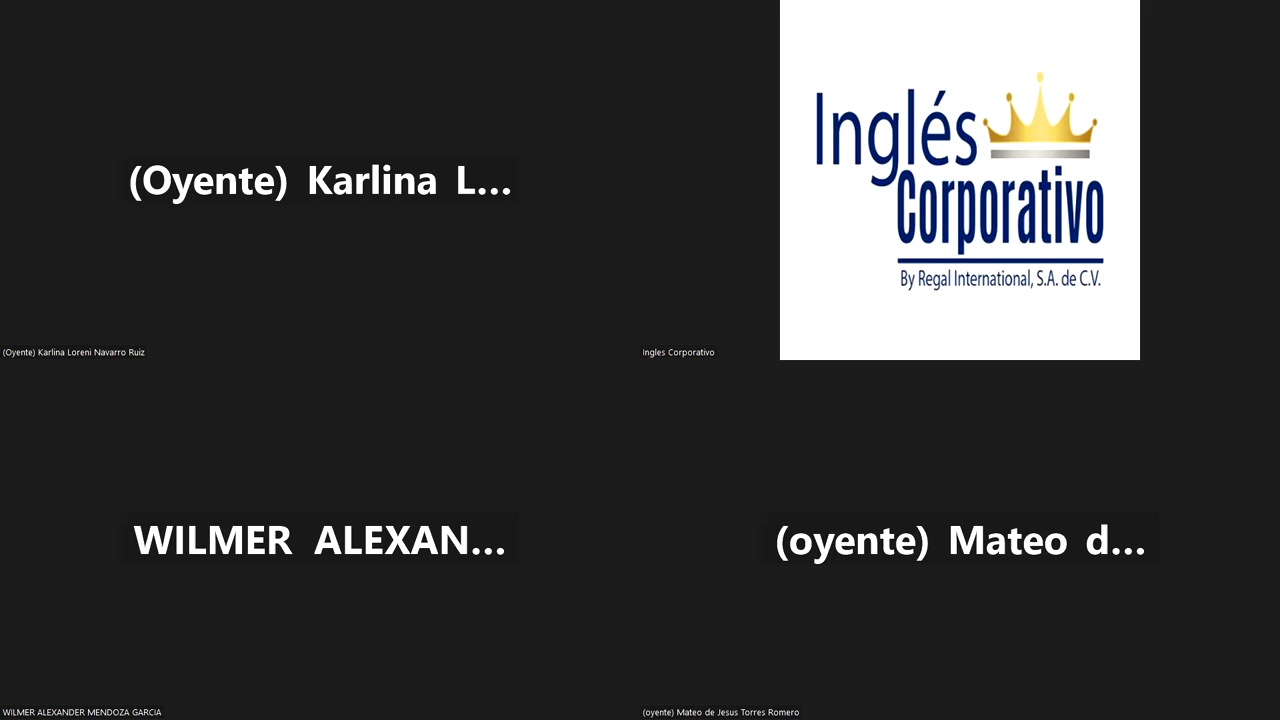 (Oyente) Karlina L...
(Oyente) Karlina Loreni Navarro Ruiz
Inglés
Corporativo
By Regal International, S.A. de C.V.
Ingles Corporativo
WILMER ALEXAN...
WILMER ALEXANDER MENDOZA GARCIA
(oyente) Mateo d...
(oyente) Mateo de Jesus Torres Romero